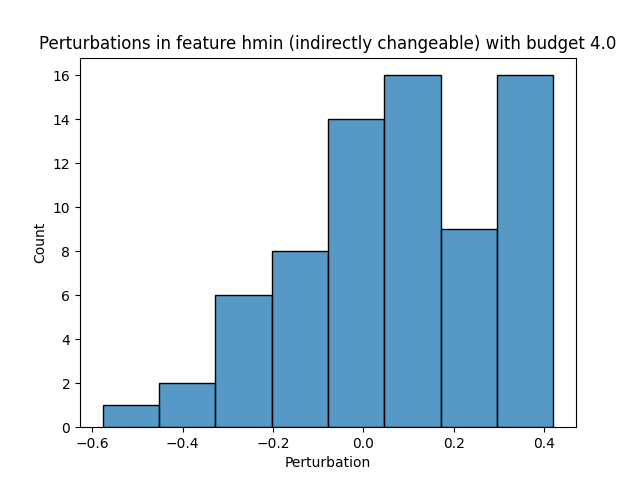 Perturbations in feature hmin (indirectly changeable) with budget 4.0
16
14
12
10
8
6
4
2
0
Count
−0.6 −0.4 −0.2 0.0 0.2 0.4
Perturbation